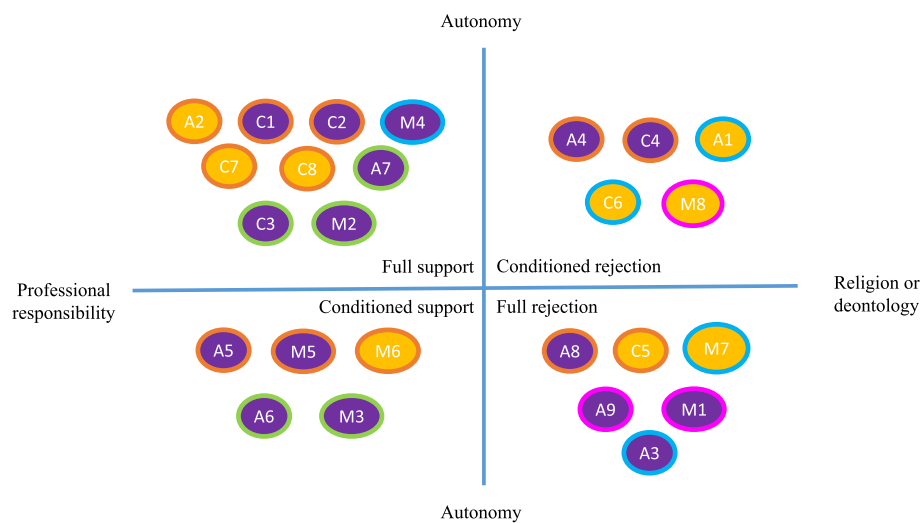 Autonomy
A2 C1 C2 M4
A4 C4 A1
C7 C8 A7
C6 M8
C3 M2
Full support
Conditioned rejection
Professional
responsibility
Religion or
deontology
Conditioned support
Full rejection
A5 M5 M6
A8 C5 M7
A6 M3
A9 M1
A3
Autonomy